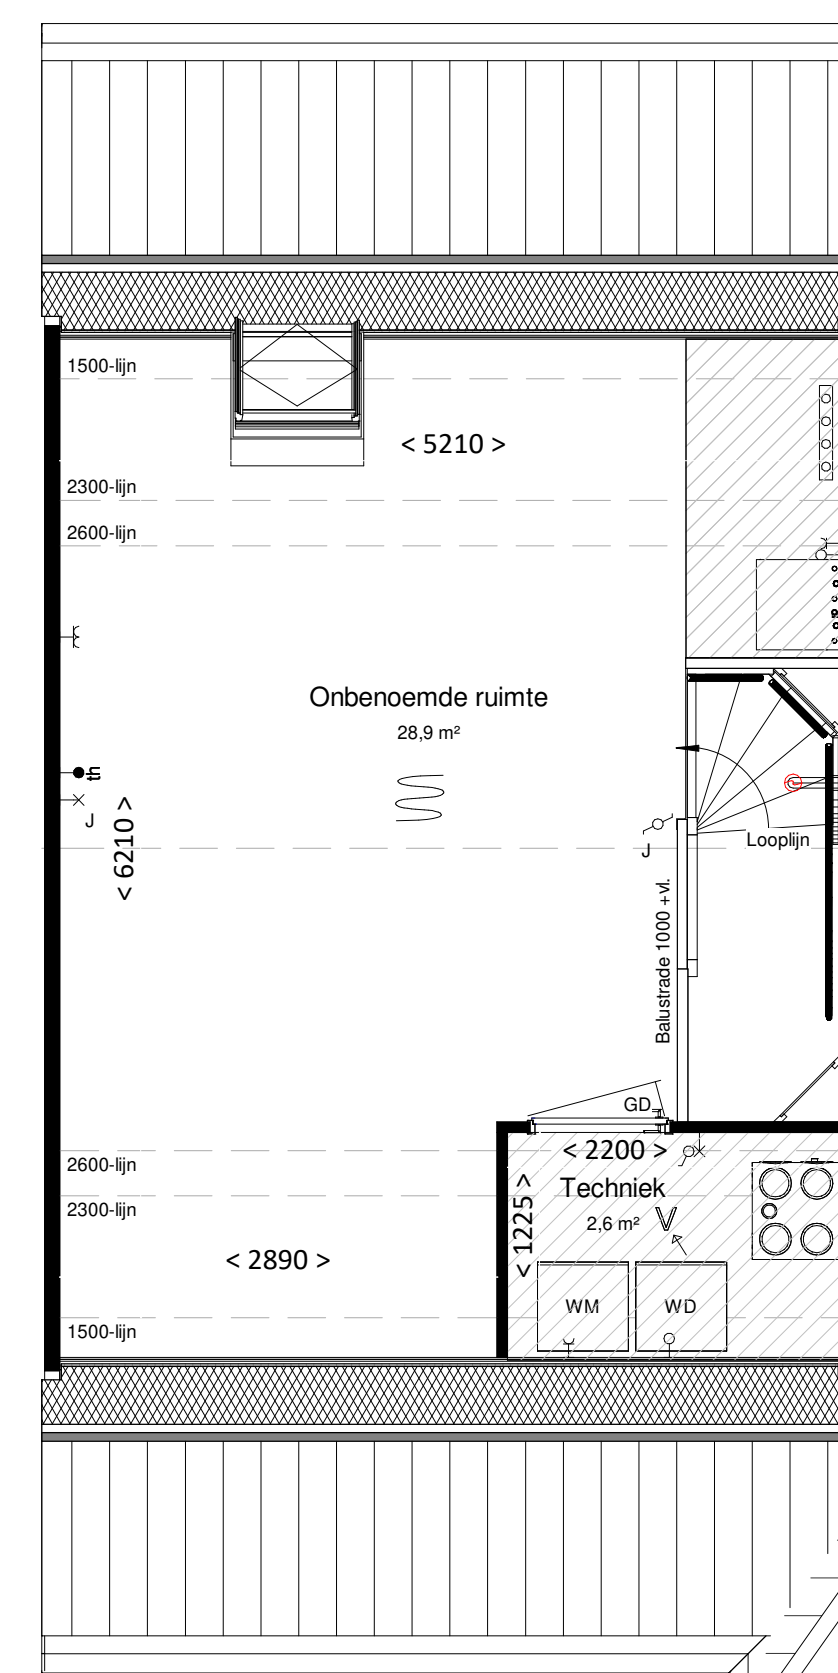 1500-lijn
< 5210 >
2300-lijn
2600-lijn
Onbenoemde ruimte
28,9 m²
th
J
< 6210 >
J
Looplijn
Balustrade 1000 +vl.
GD
2600-lijn
< 2200 >
Techniek
2300-lijn
< 1225 >
2,6 m²
V
< 2890 >
WM
WD
1500-lijn